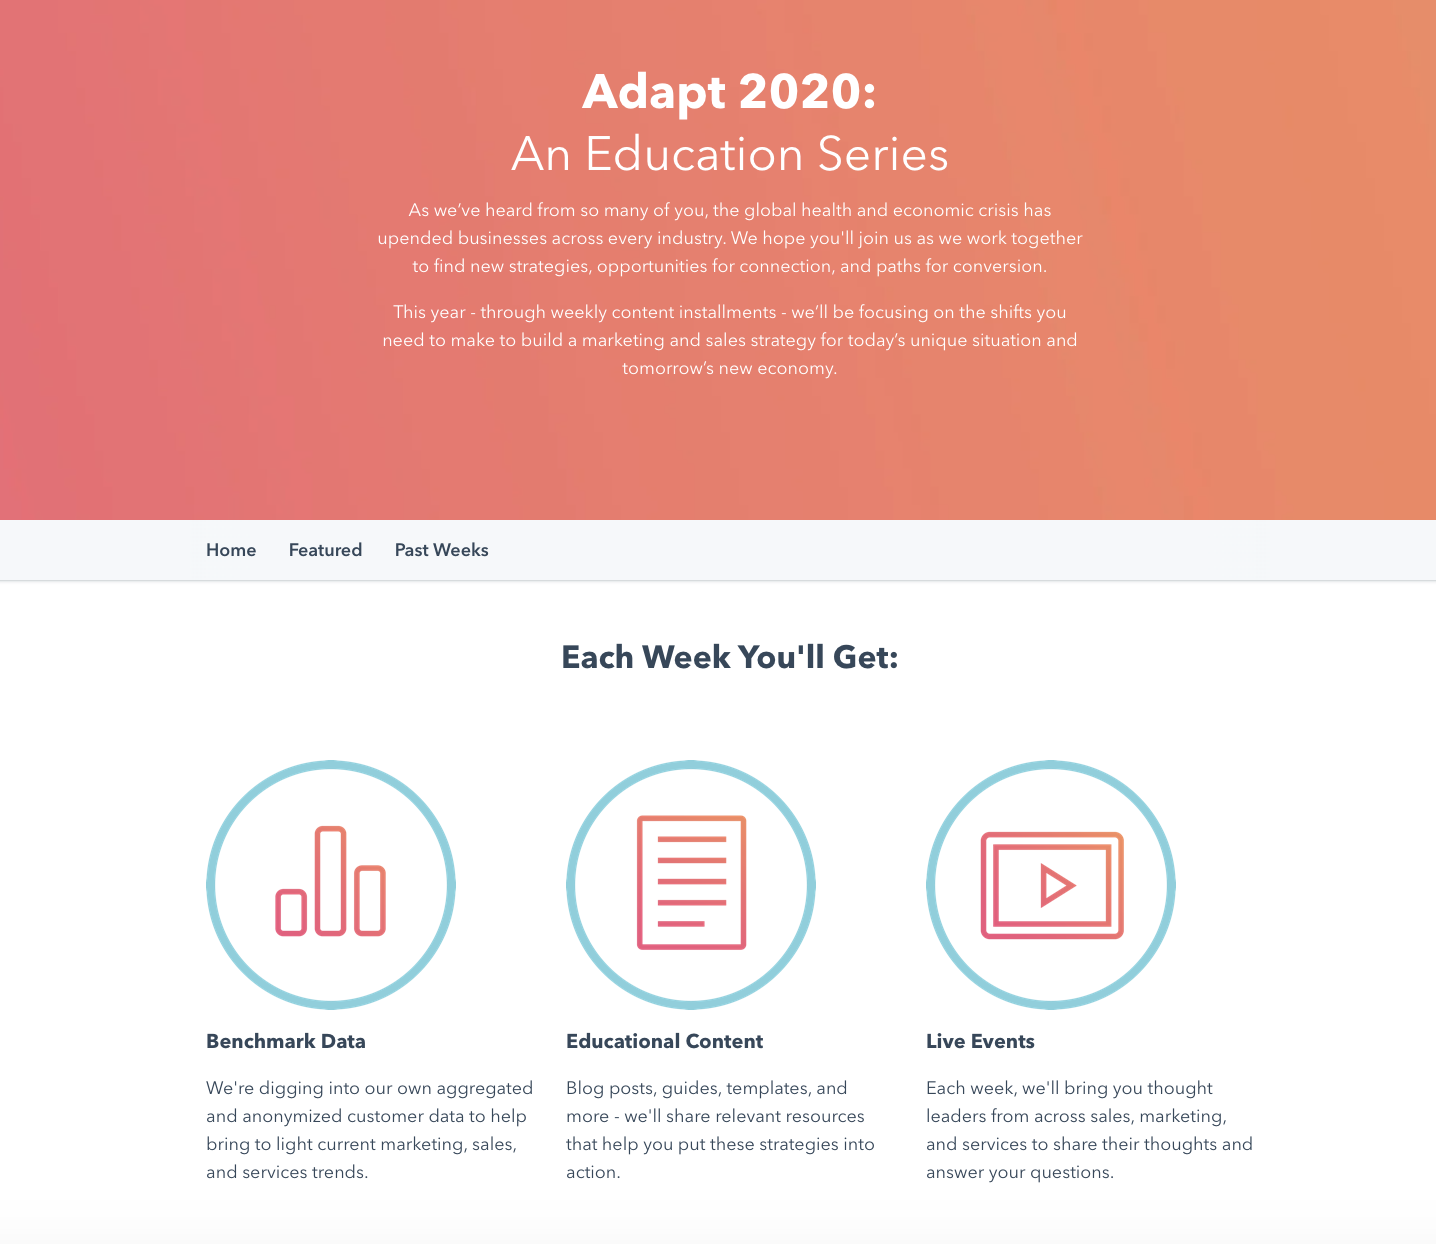 Adapt 2020:
An Education Series
As we’ve heard from so many of you, the global health and economic crisis has
upended businesses across every industry. We hope you'll join us as we work together
to find new strategies, opportunities for connection, and paths for conversion.
This year - through weekly content installments - we’ll be focusing on the shifts you
need to make to build a marketing and sales strategy for today’s unique situation and
tomorrow’s new economy.
Home Featured Past Weeks
Each Week You'll Get:
Benchmark Data
We're digging into our own aggregated
and anonymized customer data to help
bring to light current marketing, sales,
and services trends.
Educational Content
Blog posts, guides, templates, and
more - we'll share relevant resources
that help you put these strategies into
action.
Live Events
Each week, we'll bring you thought
leaders from across sales, marketing,
and services to share their thoughts and
answer your questions.